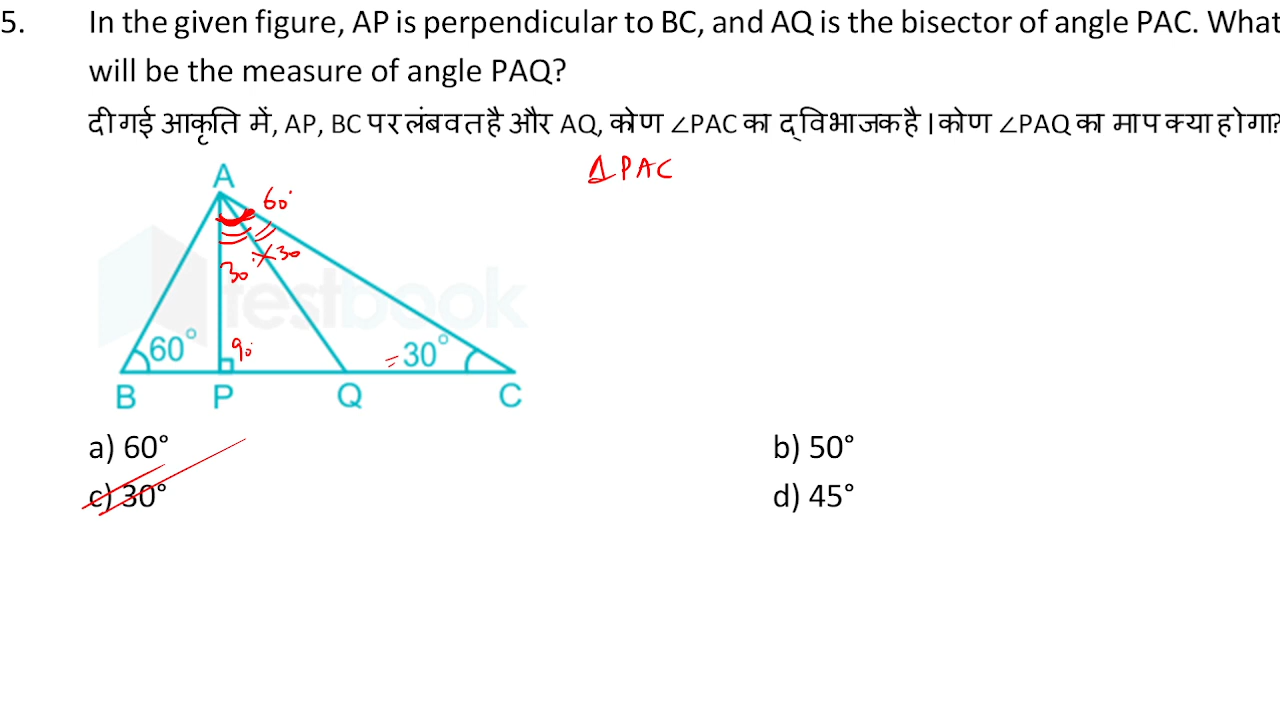 5. In the given figure, AP is perpendicular to BC, and AQ is the bisector of angle PAC. What
will be the measure of angle PAQ?
दी गई आकृति में, AP, BC पर लंबवत है और AQ, कोण ∠PAC का द्विभाजक है । कोण ∠PAQ का माप क्या होगा?
ΔPAC
A
60°
30
30°
testbook
60°
90°
=30°
B P Q C
a) 60° b) 50°
c) 30° d) 45°